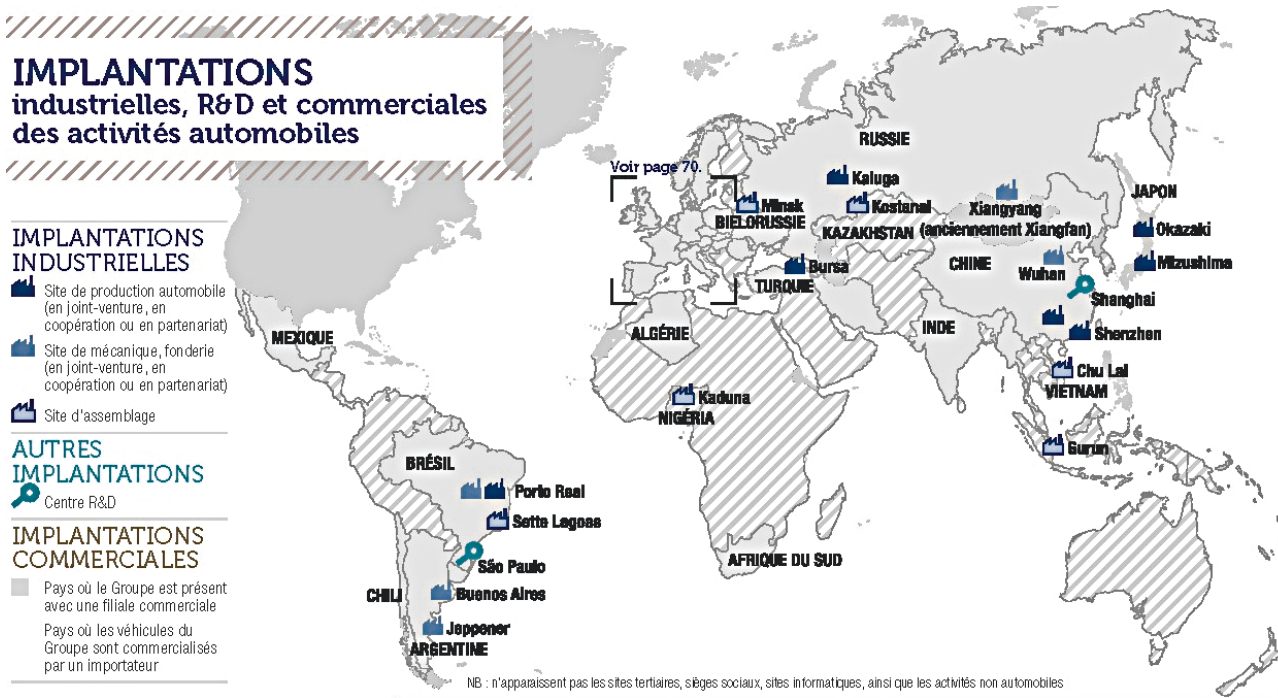 IMPLANTATIONS
industrielles, R&D et commerciales
des activités automobiles
IMPLANTATIONS
INDUSTRIELLES
Site de production automobile
(en joint-venture, en
coopération ou en partenariat)
Site de mécanique, fonderie
(en joint-venture, en
coopération ou en partenariat)
Site d'assemblage
AUTRES
IMPLANTATIONS
Centre R&D
IMPLANTATIONS
COMMERCIALES
Pays où le Groupe est présent
avec une filiale commerciale
Pays où les véhicules du
Groupe sont commercialisés
par un importateur
Voir page 70.
RUSSIE
Kaluga
Minsk
BIELORUSSIE
Kostanai
KAZAKHSTAN
Xiangyang
(anciennement Xiangfan)
JAPON
Okazaki
Mizushima
CHINE
Wuhan
Shanghai
Shenzhen
Bursa
TURQUIE
INDE
Chu Lai
VIETNAM
Gurun
MEXIQUE
ALGÉRIE
Kaduna
NIGÉRIA
AFRIQUE DU SUD
BRÉSIL
Porto Real
Sette Lagoas
São Paulo
CHILI
Buenos Aires
Jeppener
ARGENTINE
NB : n'apparaissent pas les sites tertiaires, sièges sociaux, sites informatiques, ainsi que les activités non automobiles